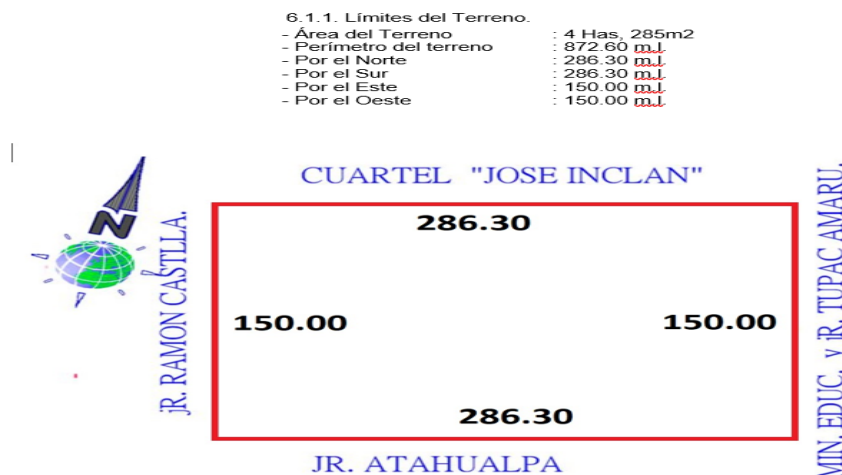 6.1.1. Límites del Terreno.
- Área del Terreno : 4 Has, 285m2
- Perímetro del terreno : 872.60 m.l.
- Por el Norte : 286.30 m.l.
- Por el Sur : 286.30 m.l.
- Por el Este : 150.00 m.l.
- Por el Oeste : 150.00 m.l.
CUARTEL "JOSE INCLAN"
N
286.30
jR. RAMON CASTLLA.
150.00
150.00
MIN. EDUC. y jR. TUPAC AMARU.
286.30
JR. ATAHUALPA